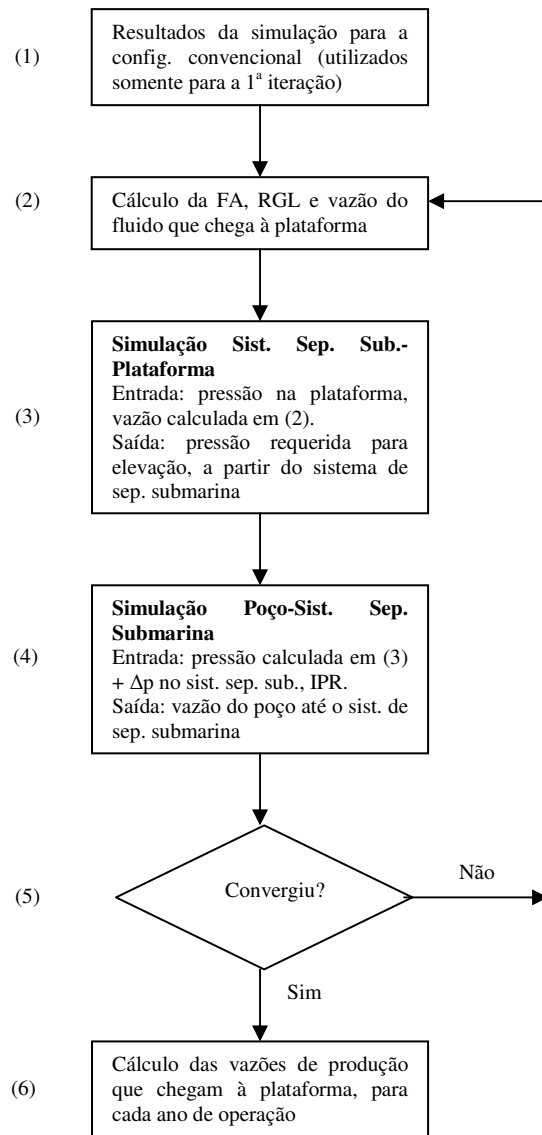 (1)
Resultados da simulação para a
config. convencional (utilizados
somente para a 1ª iteração)
(2)
Cálculo da FA, RGL e vazão do
fluido que chega à plataforma
(3)
Simulação Sist. Sep. Sub.-
Plataforma
Entrada: pressão na plataforma,
vazão calculada em (2).
Saída: pressão requerida para
elevação, a partir do sistema de
sep. submarina
(4)
Simulação Poço-Sist. Sep.
Submarina
Entrada: pressão calculada em (3)
+ Δp no sist. sep. sub., IPR.
Saída: vazão do poço até o sist. de
sep. submarina
(5)
Convergiu?
Não
Sim
(6)
Cálculo das vazões de produção
que chegam à plataforma, para
cada ano de operação